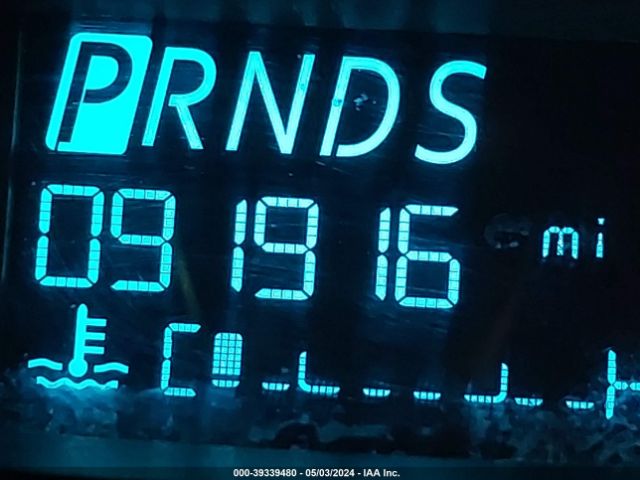 PRNDS
091916 mi
C H
000-39339480 - 05/03/2024 - IAA Inc.